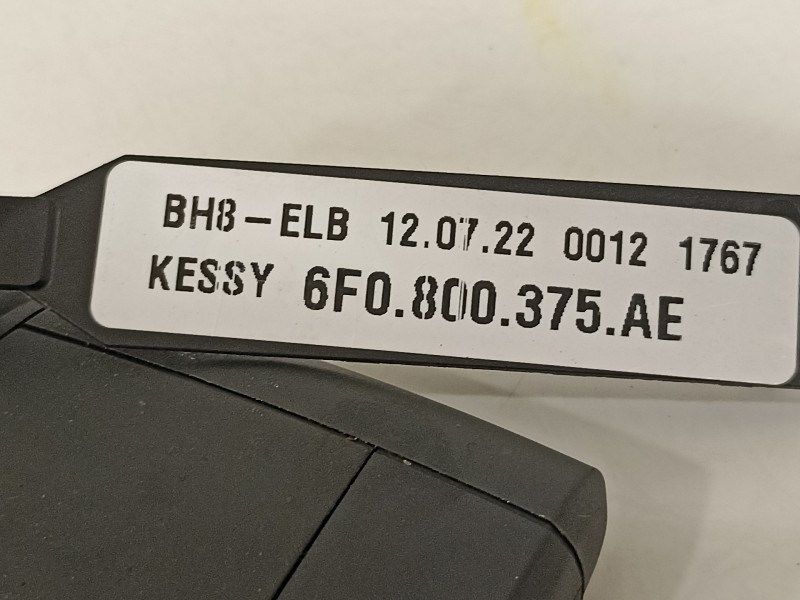 BH8-ELB 12.07.22 0012 1767
KESSY 6F0.800.375.AE